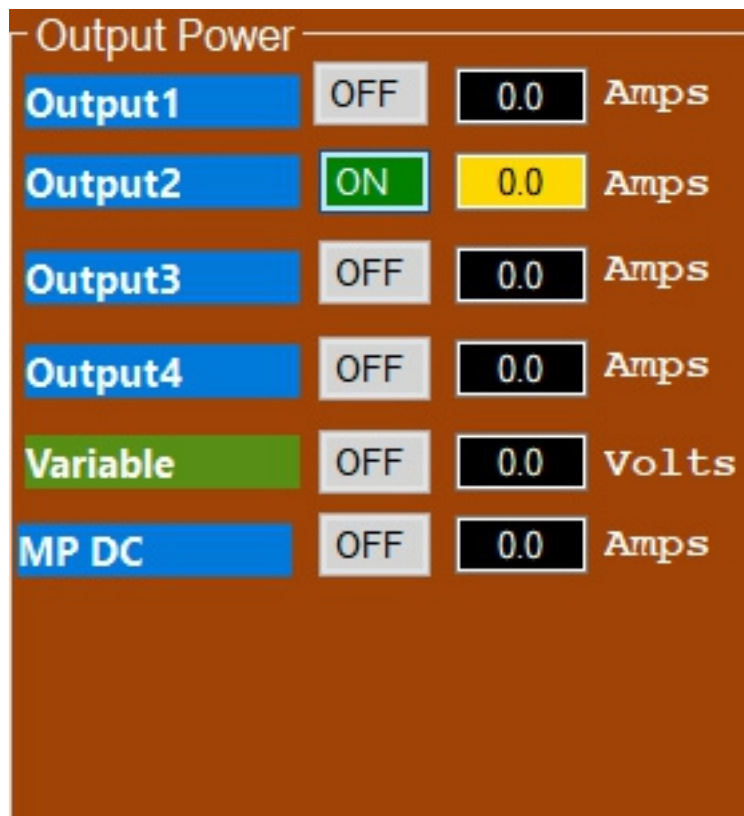 Output Power
Output1 OFF 0.0 Amps
Output2 ON 0.0 Amps
Output3 OFF 0.0 Amps
Output4 OFF 0.0 Amps
Variable OFF 0.0 Volts
MP DC OFF 0.0 Amps